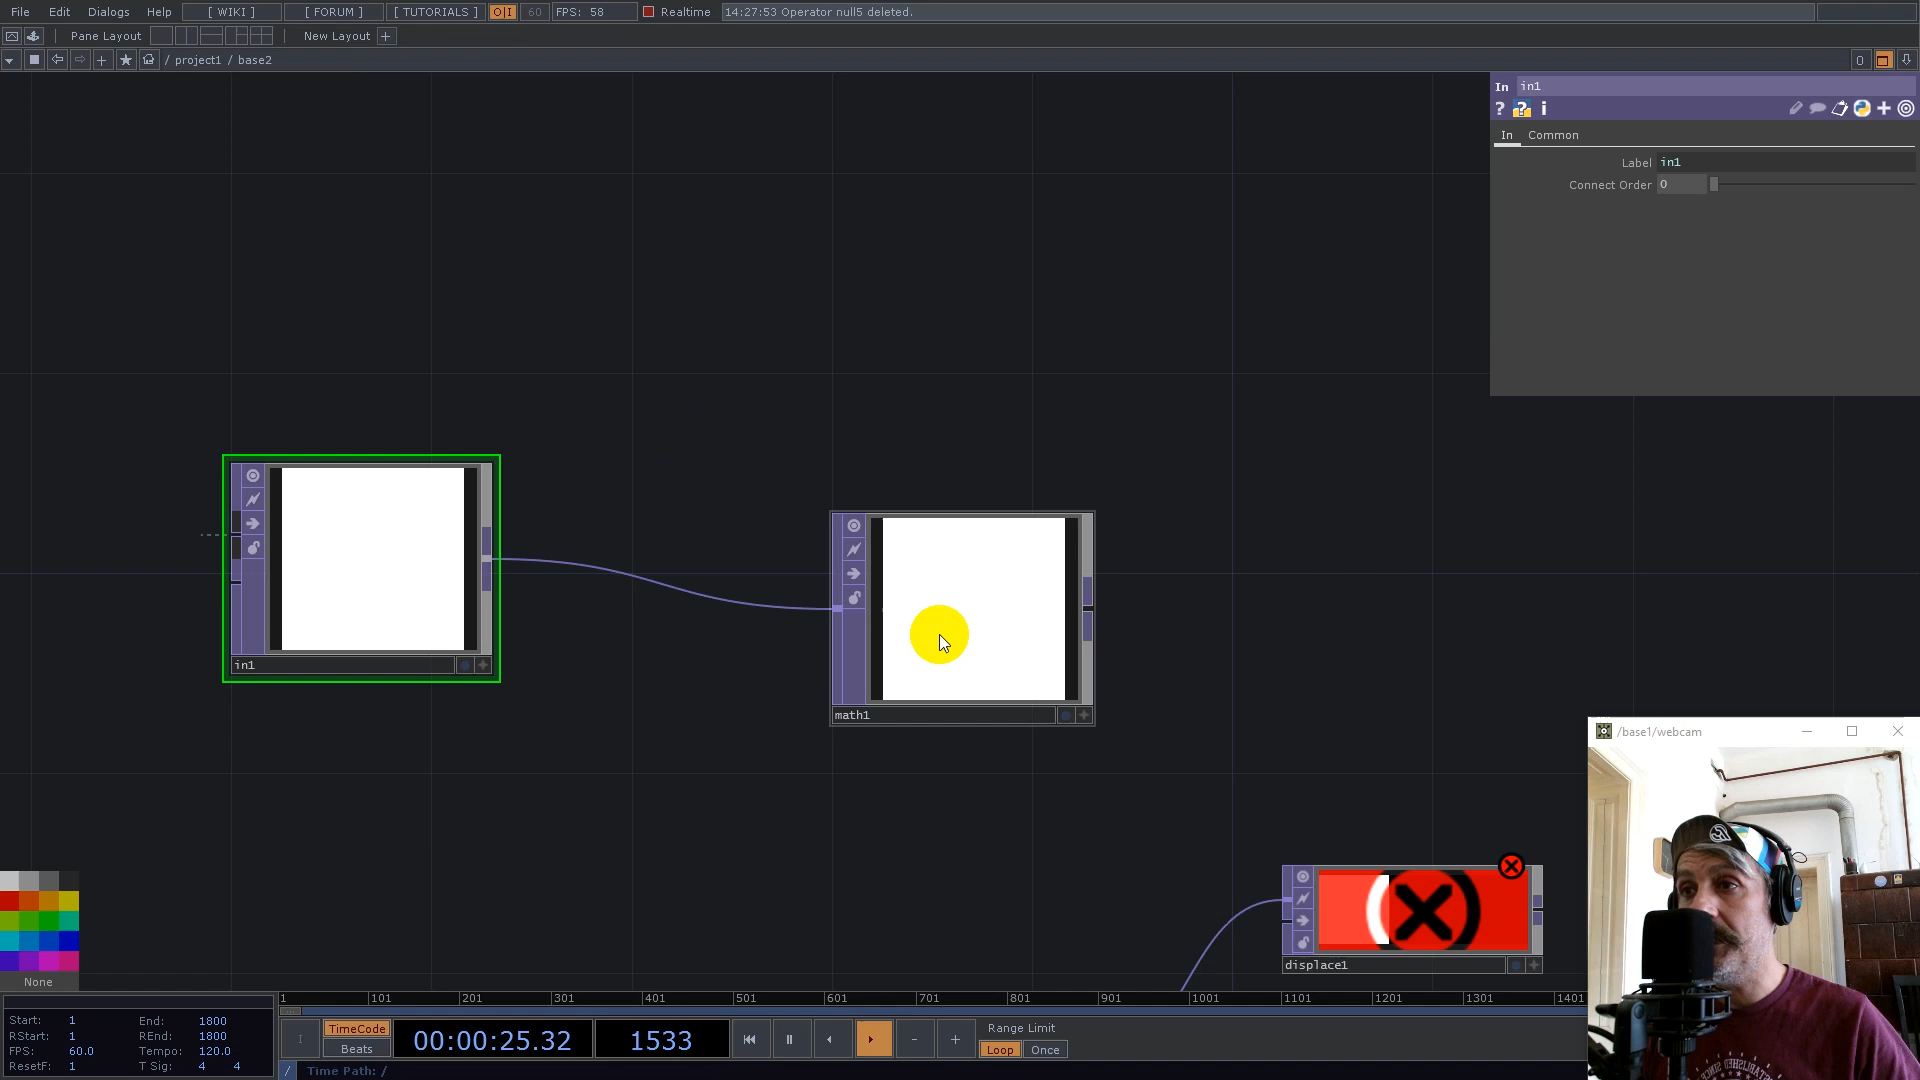 File Edit Dialogs Help [ WIKI ] [ FORUM ] [ TUTORIALS ] O|I 60 FPS: 58 Realtime 14:27:53 Operator null5 deleted.
Pane Layout New Layout +
/ project1 / base2 0
In in1
? ? i
In Common
Label in1
Connect Order 0
in1
math1
/base1/webcam
displace1
None
1 101 201 301 401 501 601 701 801 901 1001 1101 1201 1301 1401
Start: 1 End: 1800
RStart: 1 REnd: 1800
FPS: 60.0 Tempo: 120.0
ResetF: 1 T Sig: 4 4
I TimeCode 00:00:25.32 1533 - + Range Limit
Beats Loop Once
/ Time Path: /